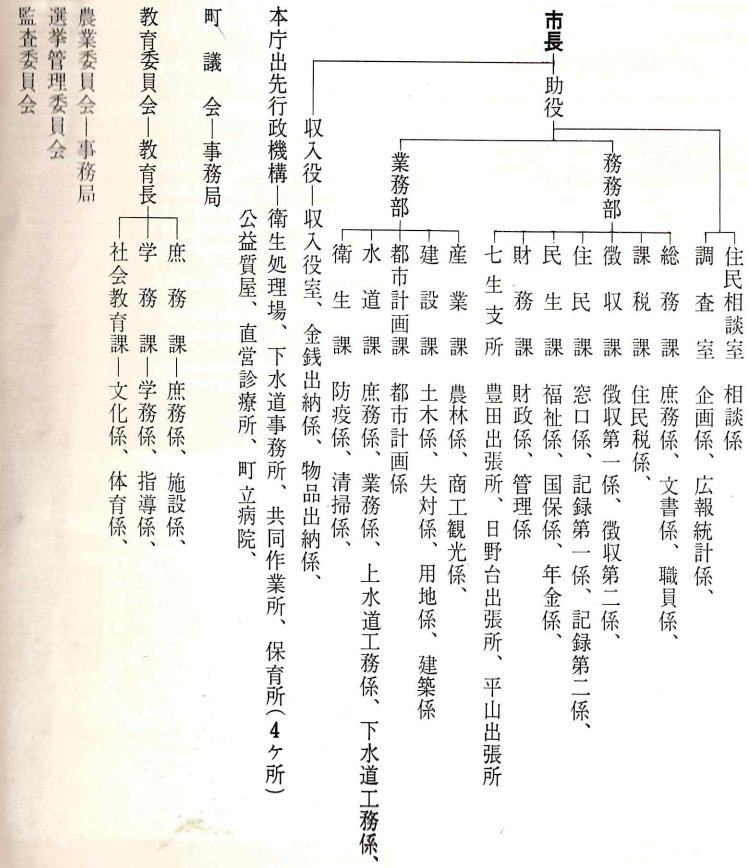 市長
助役
住民相談室 相談係
調査室 企画係、広報統計係、
務務部
総務課 庶務係、文書係、職員係、
課税課 住民税係、
徴収課 徴収第一係、徴収第二係、
住民課 窓口係、記録第一係、記録第二係、
民生課 福祉係、国保係、年金係、
財務課 財政係、管理係
七生支所 豊田出張所、日野台出張所、平山出張所
業務部
産業課 農林係、商工観光係、
建設課 土木係、失対係、用地係、建築係
都市計画課 都市計画係
水道課 庶務係、業務係、上水道工務係、下水道工務係、
衛生課 防疫係、清掃係、
収入役―収入役室、金銭出納係、物品出納係、
本庁出先行政機構―衛生処理場、下水道事務所、共同作業所、保育所(4ケ所)
公益質屋、直営診療所、町立病院、
町議会―事務局
教育委員会―教育長
庶務課―庶務係、施設係、
学務課―学務係、指導係、
社会教育課―文化係、体育係、
農業委員会―事務局
選挙管理委員会
監査委員会